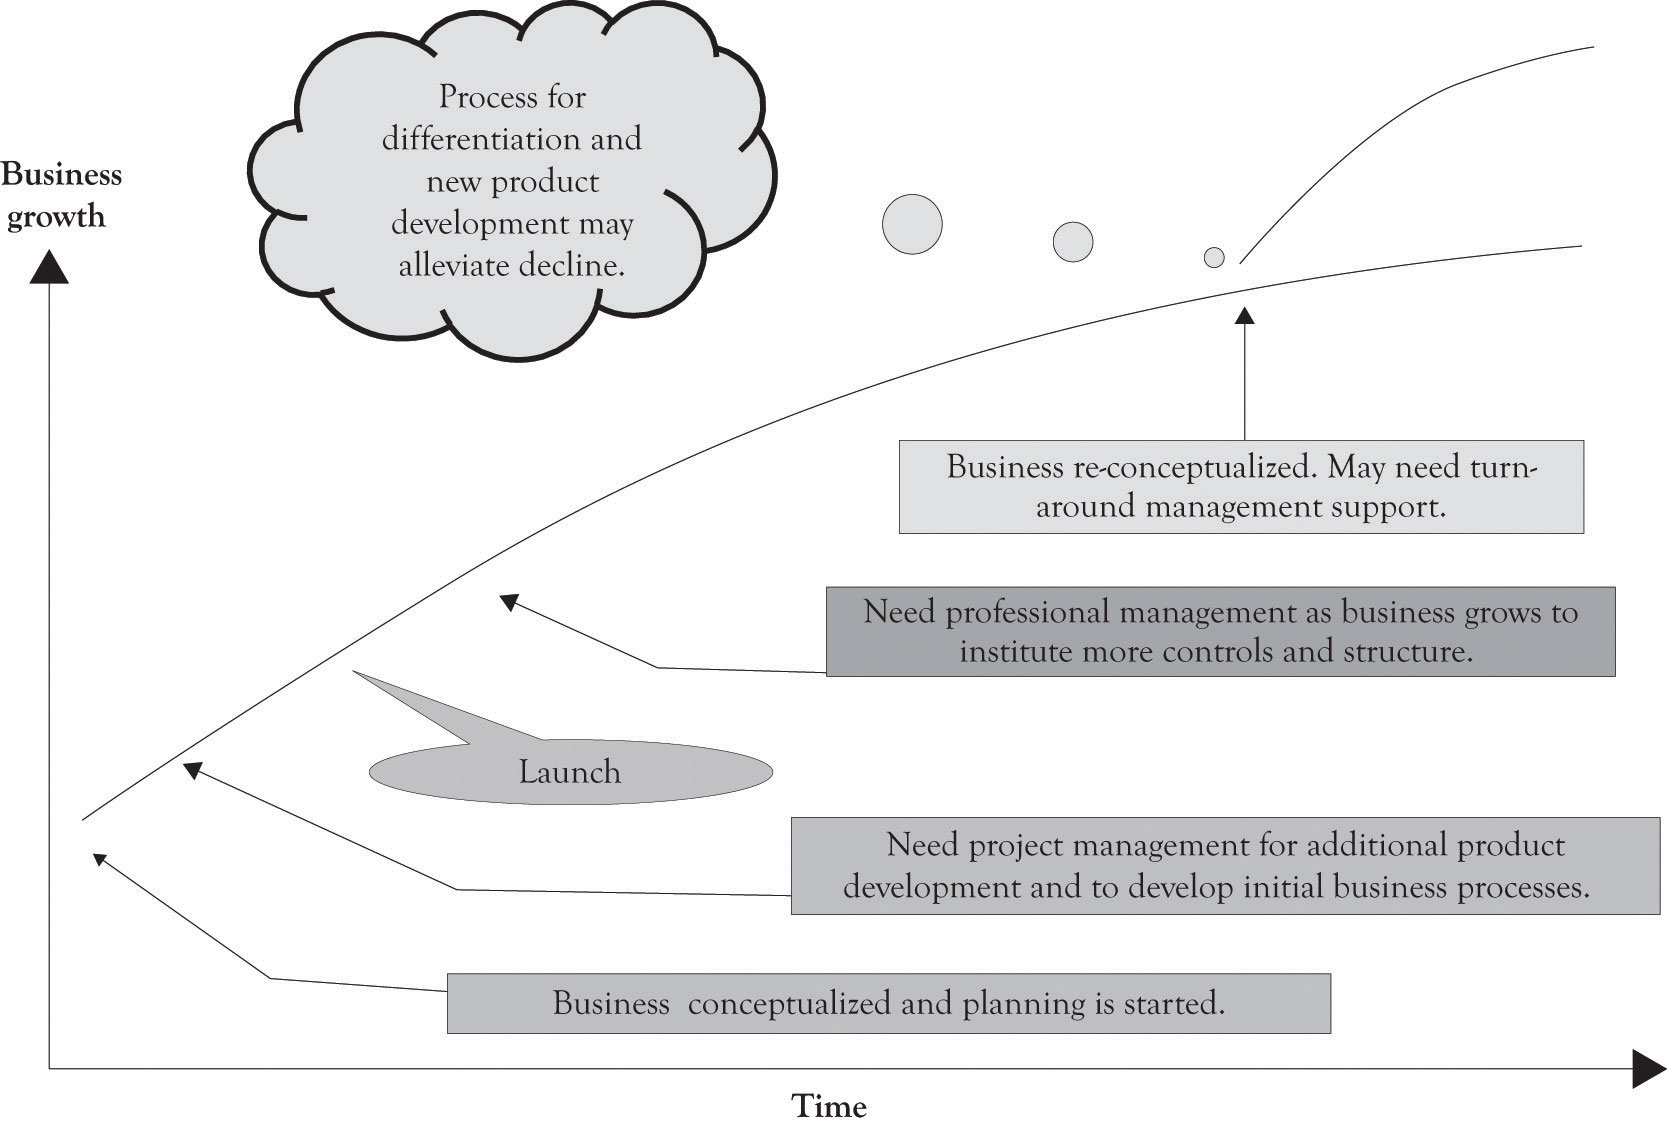 Process for
differentiation and
new product
development may
alleviate decline.
Business
growth
Business re-conceptualized. May need turn-
around management support.
Need professional management as business grows to
institute more controls and structure.
Launch
Need project management for additional product
development and to develop initial business processes.
Business conceptualized and planning is started.
Time